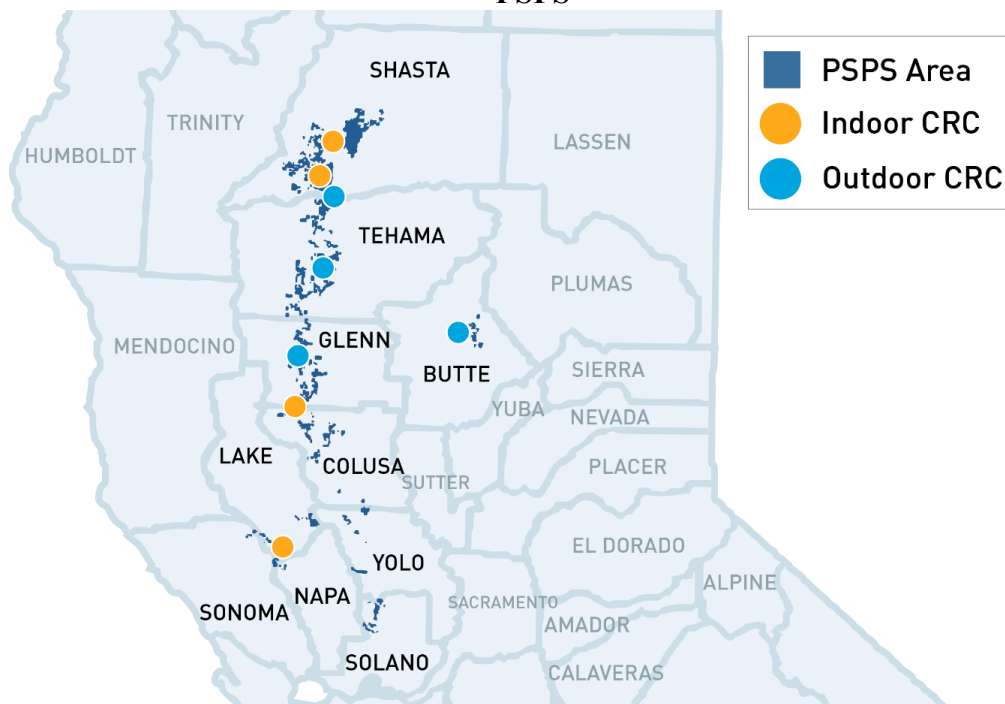 SHASTA
TRINITY
HUMBOLDT
LASSEN
TEHAMA
PLUMAS
MENDOCINO
GLENN
BUTTE
SIERRA
YUBA
NEVADA
LAKE
COLUSA
SUTTER
PLACER
EL DORADO
YOLO
NAPA
SONOMA
SACRAMENTO
ALPINE
AMADOR
SOLANO
CALAVERAS
PSPS Area
Indoor CRC
Outdoor CRC